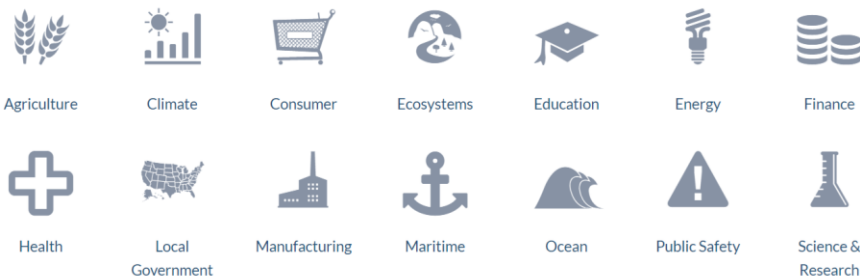 Agriculture
Climate
Consumer
Ecosystems
Education
Energy
Finance
Health
Local
Government
Manufacturing
Maritime
Ocean
Public Safety
Science &
Research